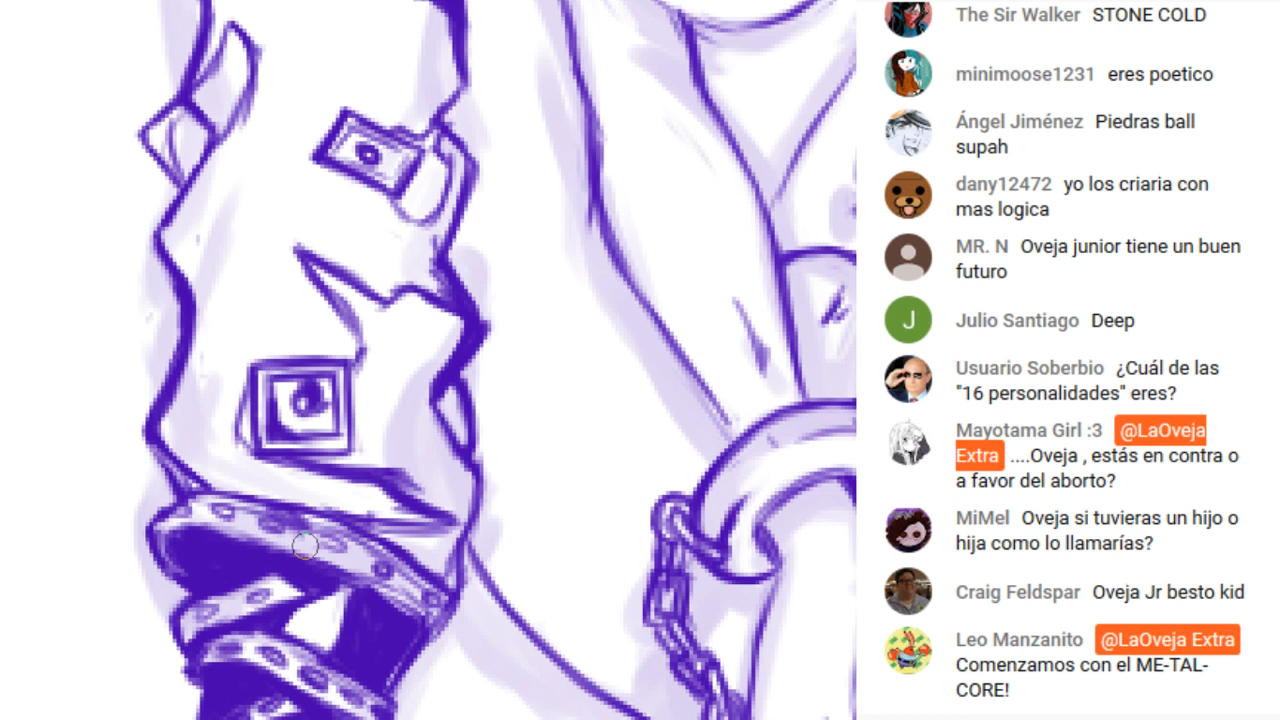 The Sir Walker STONE COLD
minimoose1231 eres poetico
Ángel Jiménez Piedras ball
supah
dany12472 yo los criaria con
mas logica
MR. N Oveja junior tiene un buen
futuro
J Julio Santiago Deep
Usuario Soberbio ¿Cuál de las
"16 personalidades" eres?
Mayotama Girl :3 @LaOveja
Extra ....Oveja , estás en contra o
a favor del aborto?
MiMel Oveja si tuvieras un hijo o
hija como lo llamarías?
Craig Feldspar Oveja Jr besto kid
Leo Manzanito @LaOveja Extra
Comenzamos con el ME-TAL-
CORE!